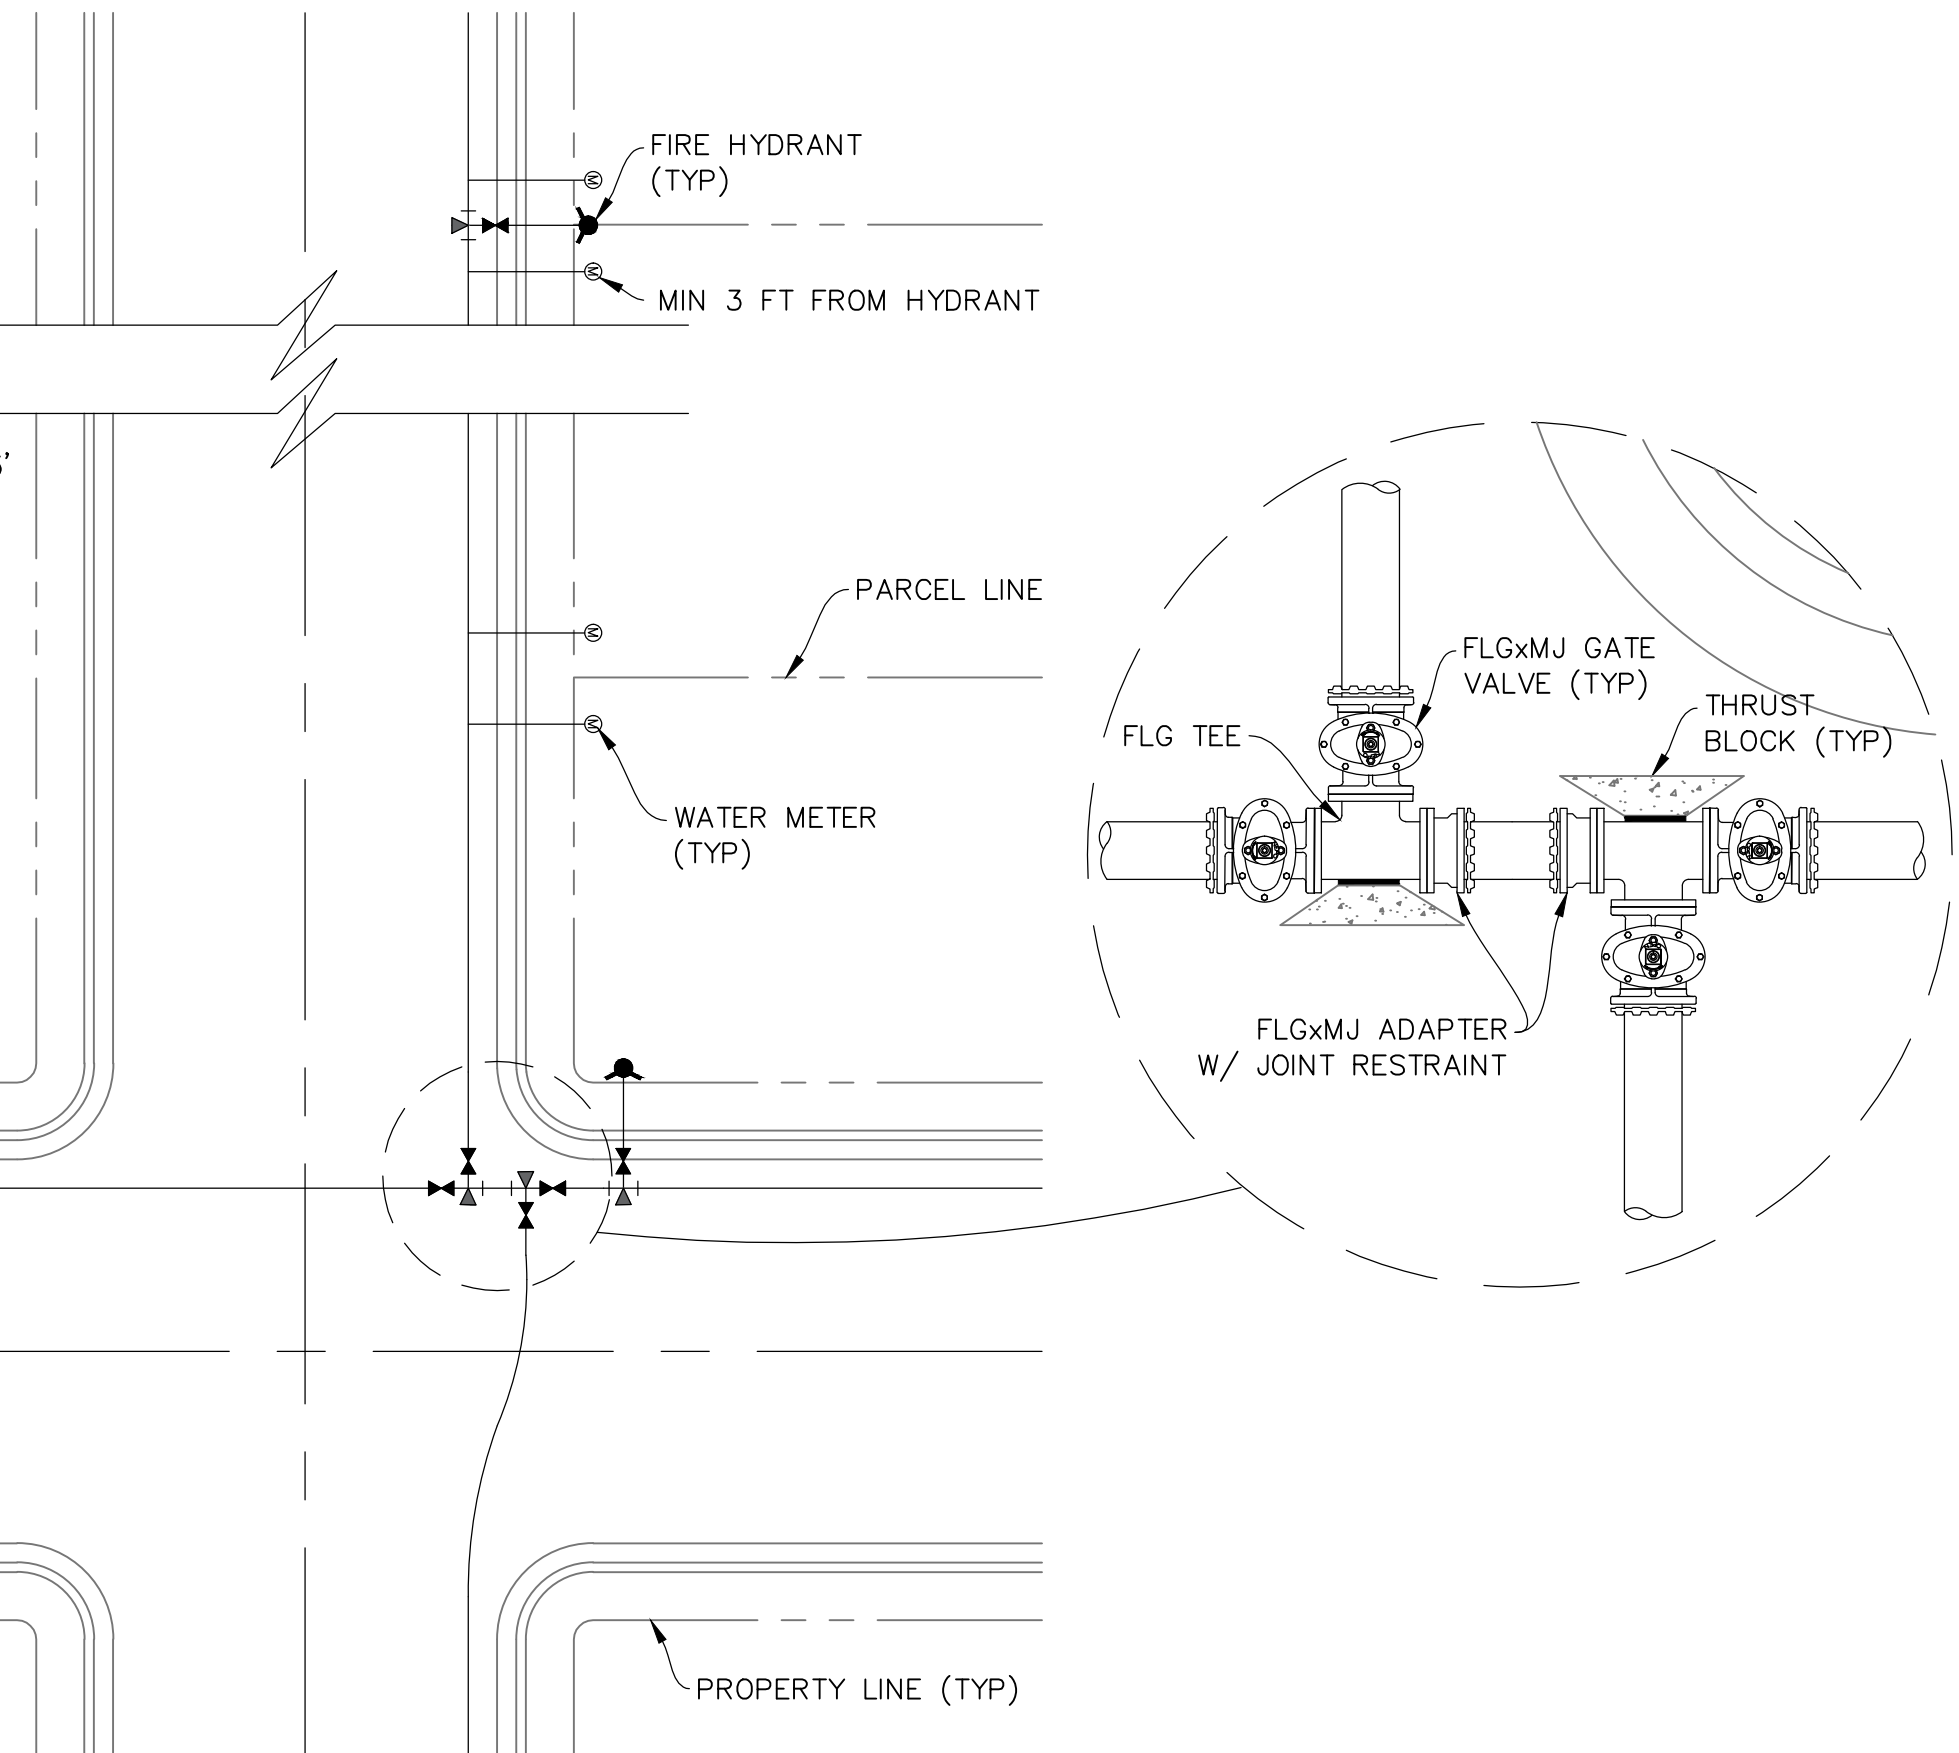 FIRE HYDRANT
(TYP)
M
M
MIN 3 FT FROM HYDRANT
PARCEL LINE
M
M
WATER METER
(TYP)
FLGxMJ GATE
VALVE (TYP)
FLG TEE
THRUST
BLOCK (TYP)
FLGxMJ ADAPTER
W/ JOINT RESTRAINT
PROPERTY LINE (TYP)